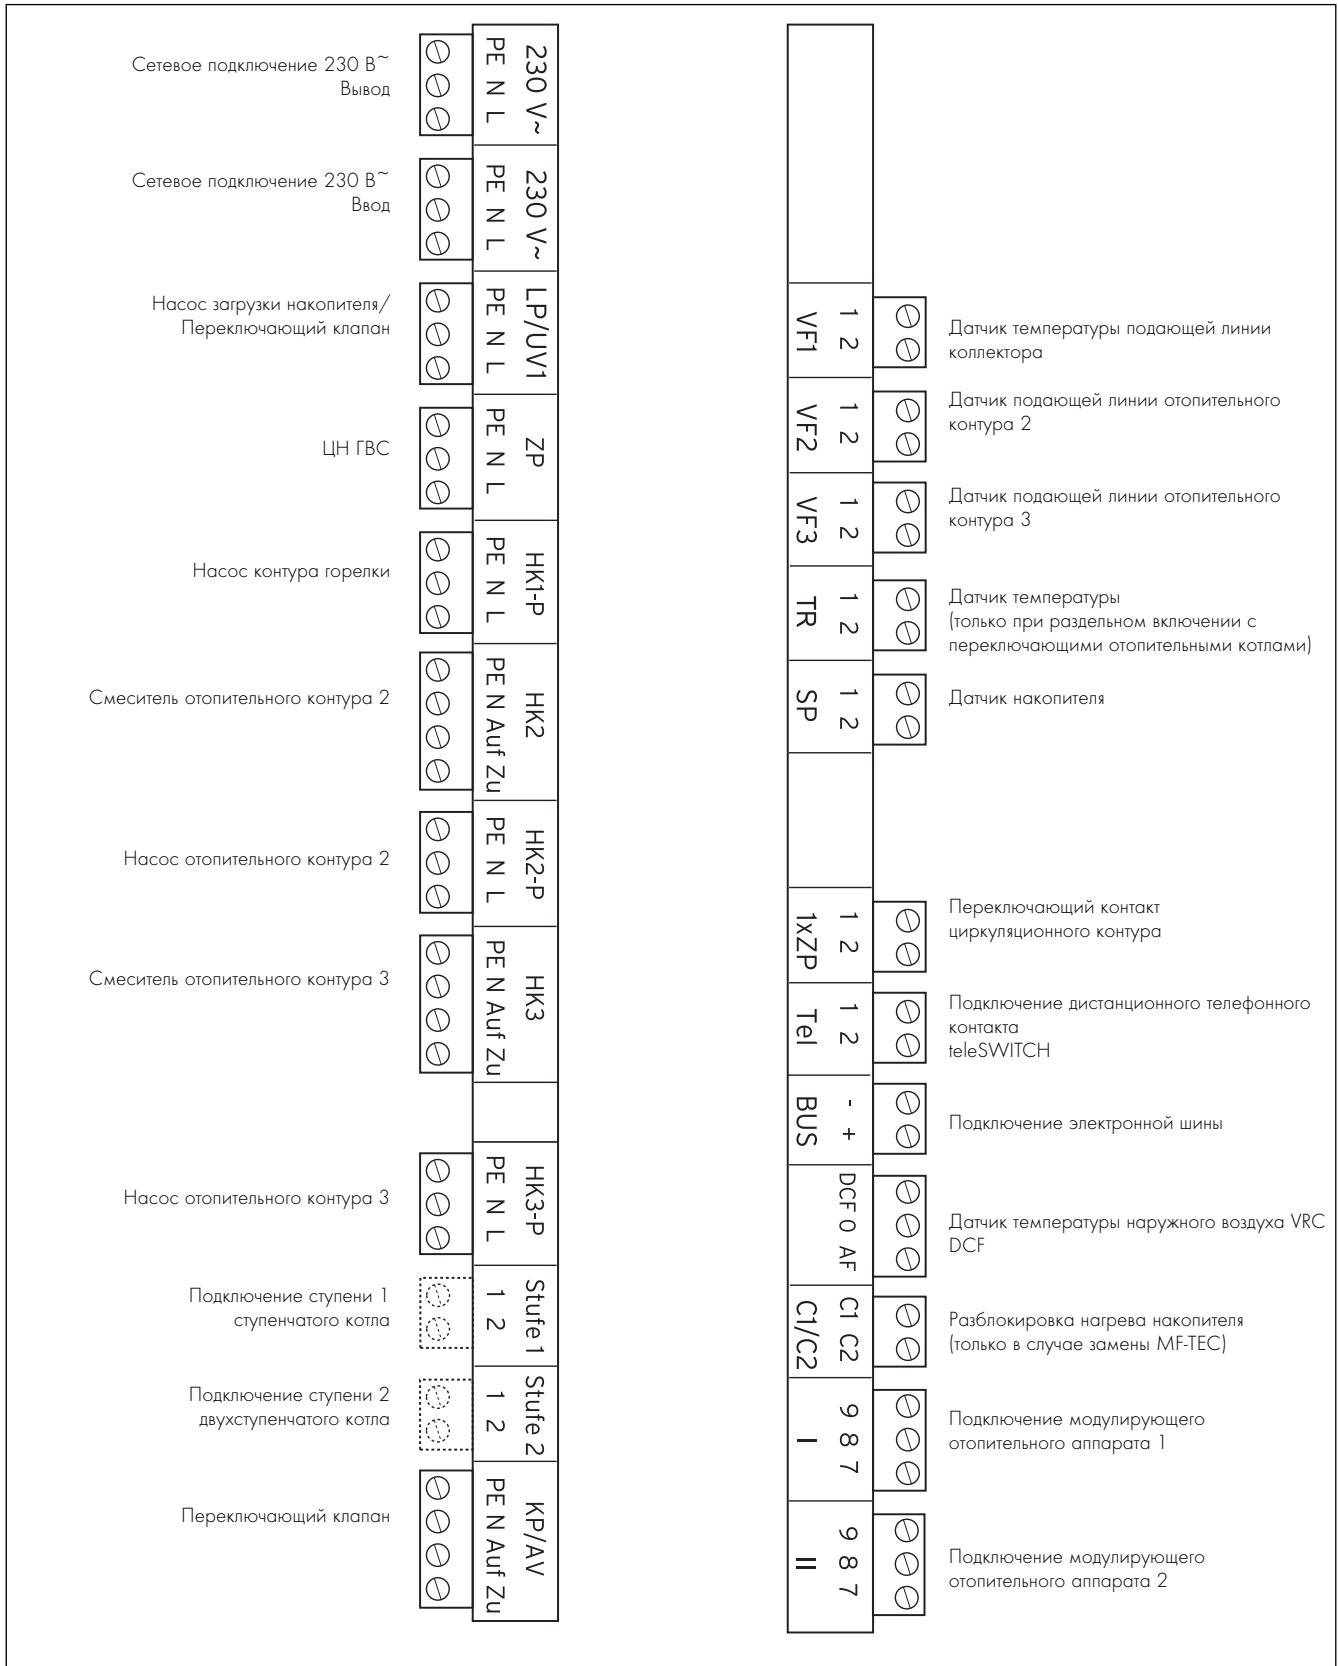 Сетевое подключение 230 В~
Вывод
PE N L
230 V~
Сетевое подключение 230 В~
Ввод
PE N L
230 V~
Насос загрузки накопителя/
Переключающий клапан
PE N L
LP/UV1
ЦН ГВС
PE N L
ZP
Насос контура горелки
PE N L
HK1-P
Смеситель отопительного контура 2
PE N Auf Zu
HK2
Насос отопительного контура 2
PE N L
HK2-P
Смеситель отопительного контура 3
PE N Auf Zu
HK3
Насос отопительного контура 3
PE N L
HK3-P
Подключение ступени 1
ступенчатого котла
1 2
Stufe 1
Подключение ступени 2
двухступенчатого котла
1 2
Stufe 2
Переключающий клапан
PE N Auf Zu
KP/AV
VF1
1 2
Датчик температуры подающей линии
коллектора
VF2
1 2
Датчик подающей линии отопительного
контура 2
VF3
1 2
Датчик подающей линии отопительного
контура 3
TR
1 2
Датчик температуры
(только при раздельном включении с
переключающими отопительными котлами)
SP
1 2
Датчик накопителя
1xZP
1 2
Переключающий контакт
циркуляционного контура
Tel
1 2
Подключение дистанционного телефонного
контакта
teleSWITCH
BUS
- +
Подключение электронной шины
DCF 0 AF
Датчик температуры наружного воздуха VRC
DCF
C1/C2
C1 C2
Разблокировка нагрева накопителя
(только в случае замены MF-TEC)
I
9 8 7
Подключение модулирующего
отопительного аппарата 1
II
9 8 7
Подключение модулирующего
отопительного аппарата 2